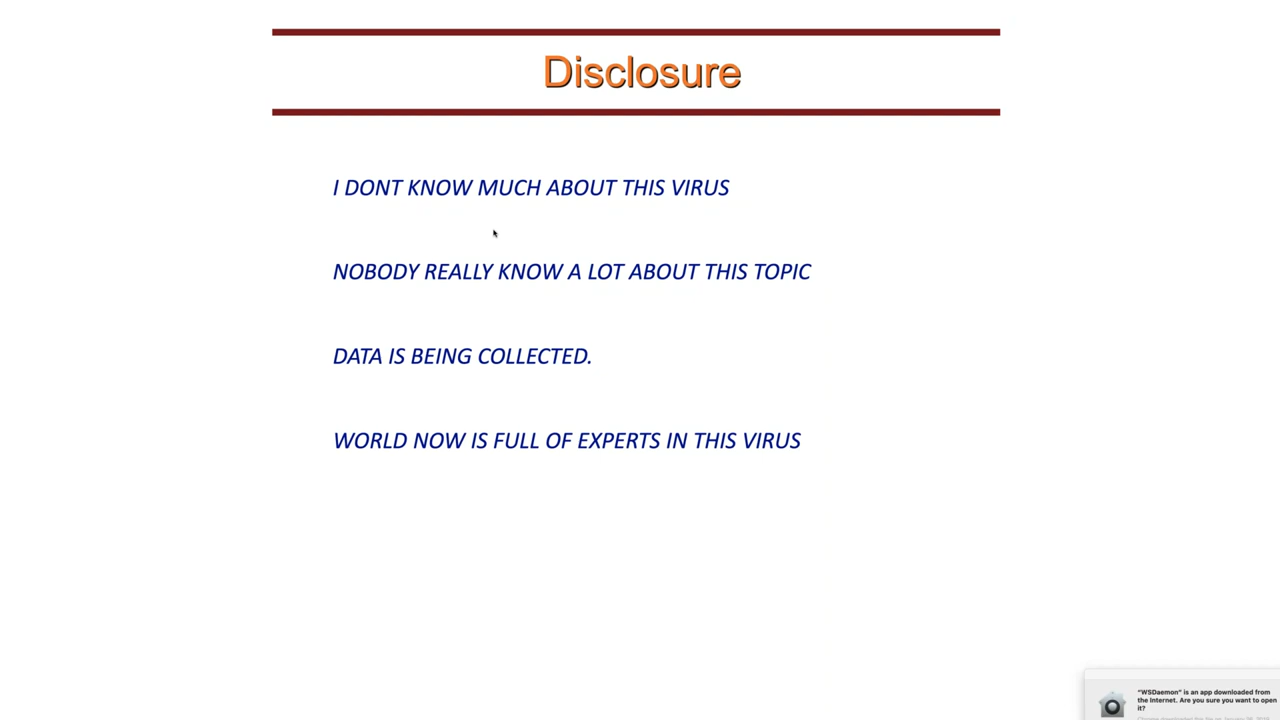 Disclosure
I DONT KNOW MUCH ABOUT THIS VIRUS
NOBODY REALLY KNOW A LOT ABOUT THIS TOPIC
DATA IS BEING COLLECTED.
WORLD NOW IS FULL OF EXPERTS IN THIS VIRUS
“WSDaemon” is an app downloaded from
the Internet. Are you sure you want to open
it?